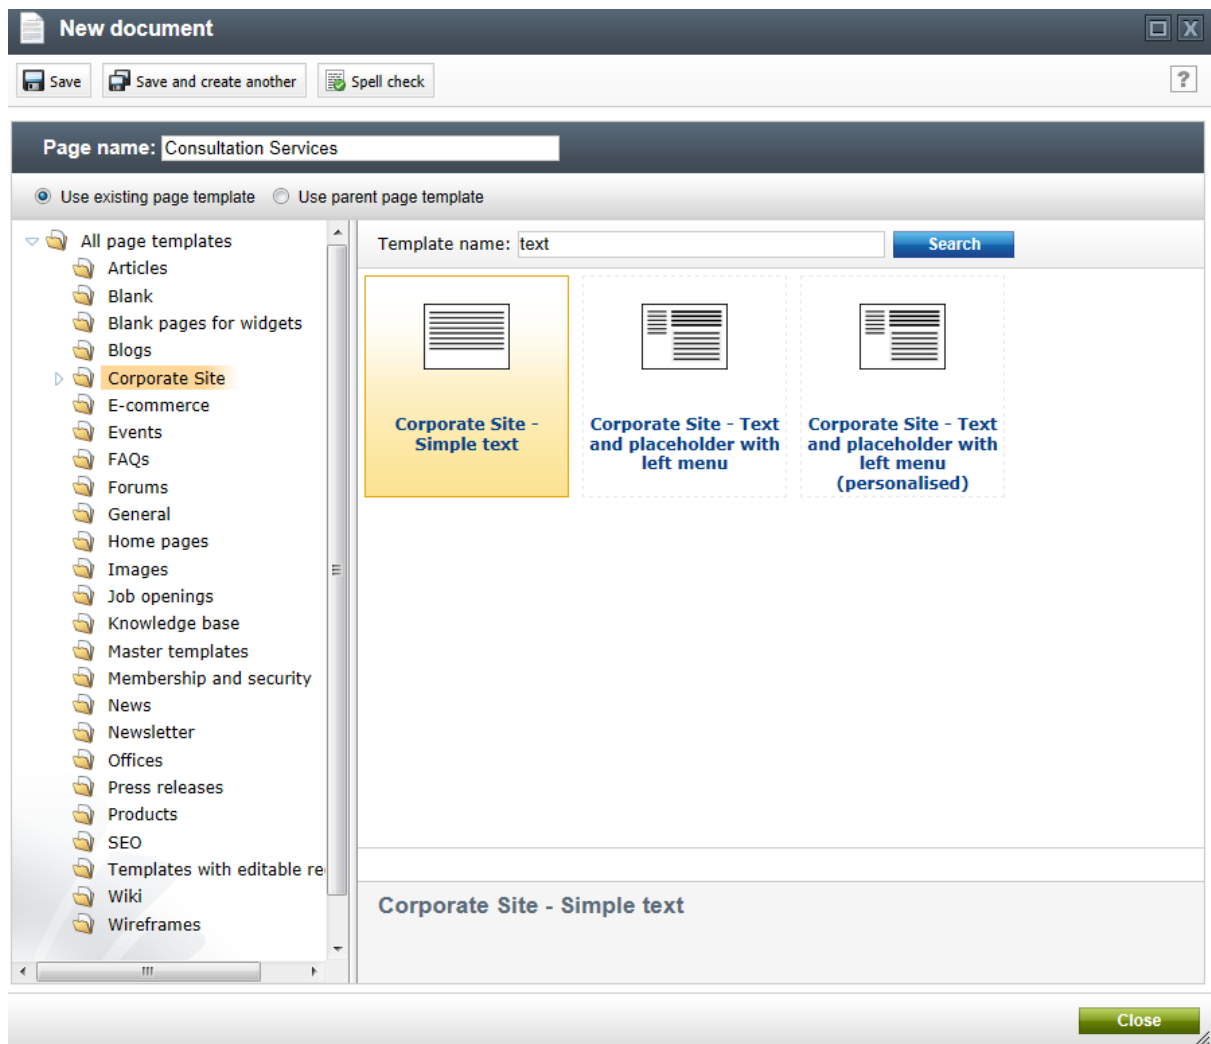 New document
X
Save
Save and create another
Spell check
?
Page name: Consultation Services
Use existing page template
Use parent page template
All page templates
Articles
Blank
Blank pages for widgets
Blogs
Corporate Site
E-commerce
Events
FAQs
Forums
General
Home pages
Images
Job openings
Knowledge base
Master templates
Membership and security
News
Newsletter
Offices
Press releases
Products
SEO
Templates with editable re
Wiki
Wireframes
Template name: text
Search
Corporate Site -
Simple text
Corporate Site - Text
and placeholder with
left menu
Corporate Site - Text
and placeholder with
left menu
(personalised)
Corporate Site - Simple text
Close